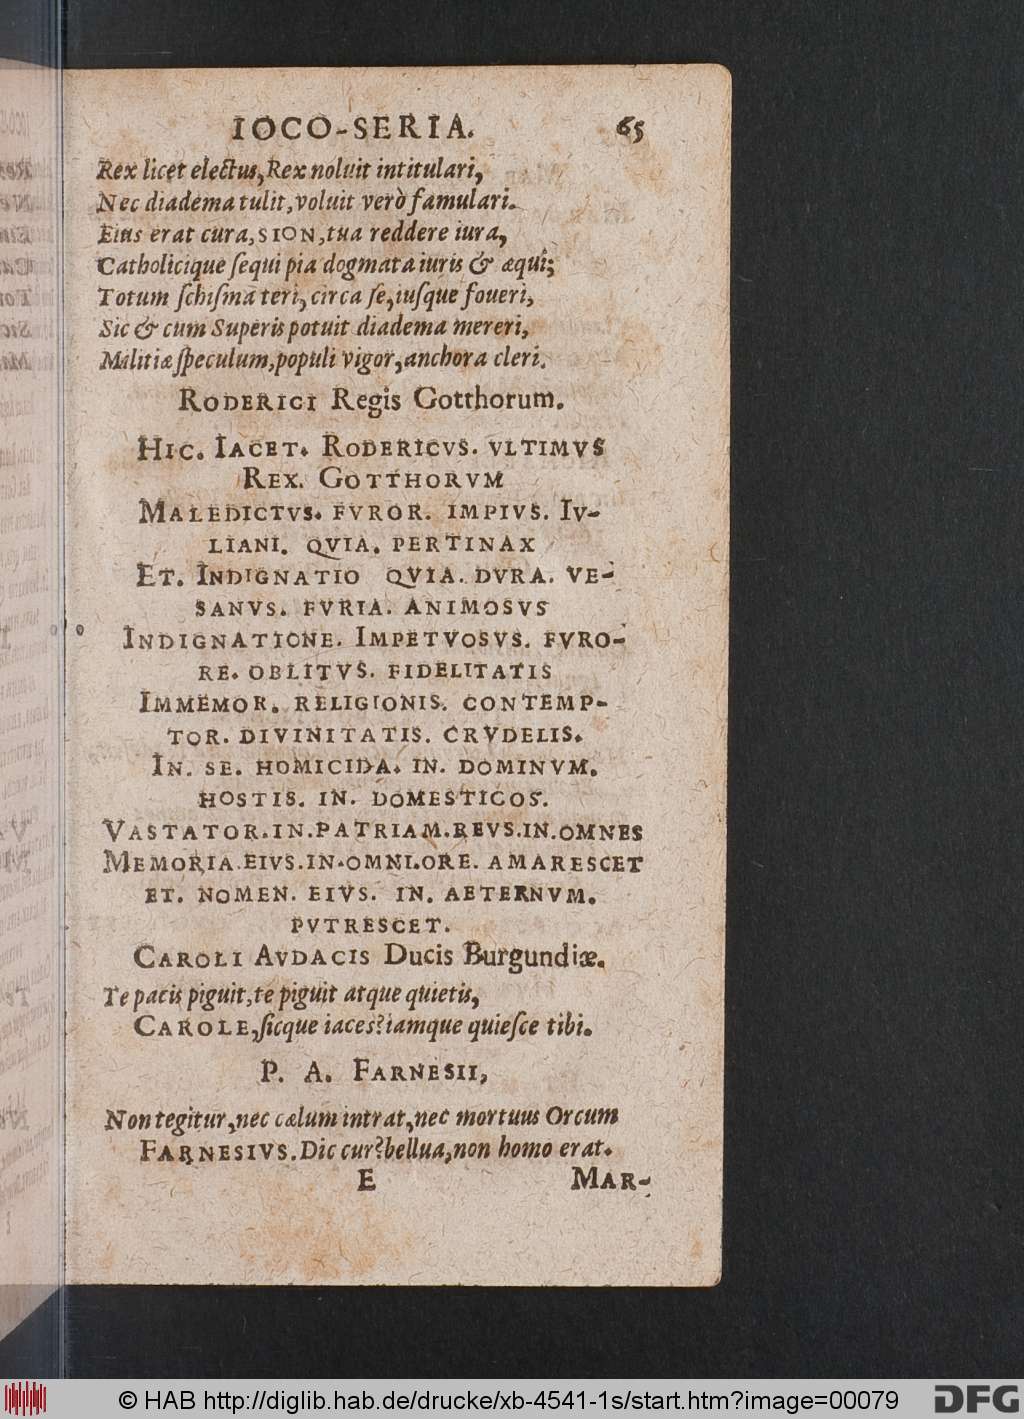 IOCO-SERIA. 65
Rex licet electus, Rex noluit intitulari,
Nec diadema tulit, voluit verò famulari.
Eius erat cura, SION, tua reddere iura,
Catholicique ſequi pia dogmata iuris & æqui;
Totum ſchiſma teri, circa ſe, iuſque foueri,
Sic & cum Superis potuit diadema mereri,
Militiæ ſpeculum, populi vigor, anchora cleri.
RODERICI Regis Gotthorum.
HIC. IACET. RODERICVS. VLTIMVS
REX. GOTTHORVM
MALEDICTVS. FVROR. IMPIVS. IV-
LIANI. QVIA. PERTINAX
ET. INDIGNATIO QVIA. DVRA. VE-
SANVS. FVRIA. ANIMOSVS
INDIGNATIONE. IMPETVOSVS. FVRO-
RE. OBLITVS. FIDELITATIS
IMMEMOR. RELIGIONIS. CONTEMP-
TOR. DIVINITATIS. CRVDELIS.
IN. SE. HOMICIDA. IN. DOMINVM.
HOSTIS. IN. DOMESTICOS.
VASTATOR. IN. PATRIAM. REVS. IN. OMNES
MEMORIA. EIVS. IN. OMNI. ORE. AMARESCET
ET. NOMEN. EIVS. IN. AETERNVM.
PVTRESCET.
CAROLI AVDACIS Ducis Burgundiæ.
Te pacis piguit, te piguit atque quietis,
CAROLE, ſicque iaces? iamque quieſce tibi.
P. A. FARNESII,
Non tegitur, nec cælum intrat, nec mortuus Orcum
FARNESIVS. Dic cur? bellua, non homo erat.
E MAR-
© HAB http://diglib.hab.de/drucke/xb-4541-1s/start.htm?image=00079 DFG